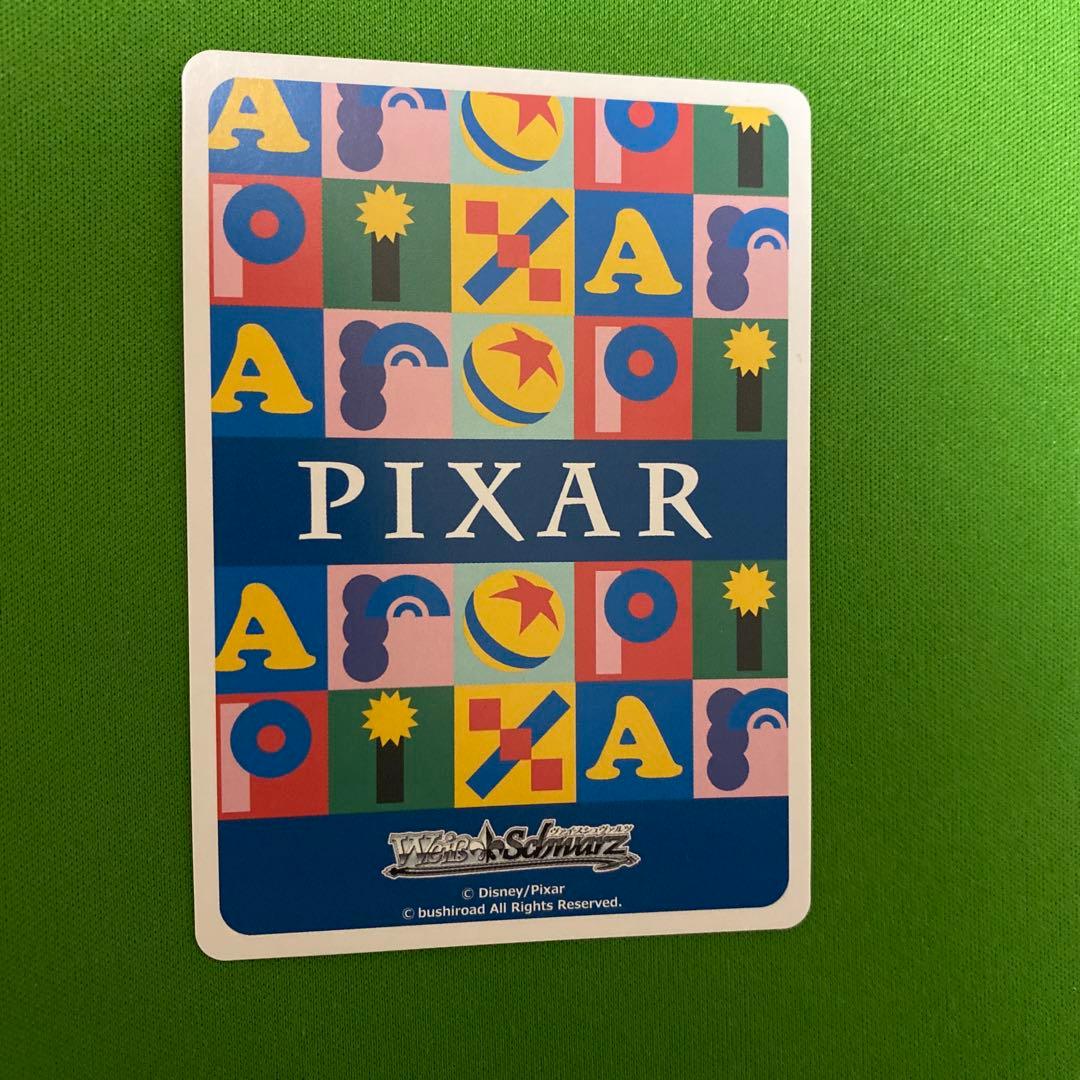 A r P i
P i X A r
A r P i
PIXAR
A r P i
P i X A r
ヴァイスシュヴァルツ
Weiß Schwarz
© Disney/Pixar
© bushiroad All Rights Reserved.